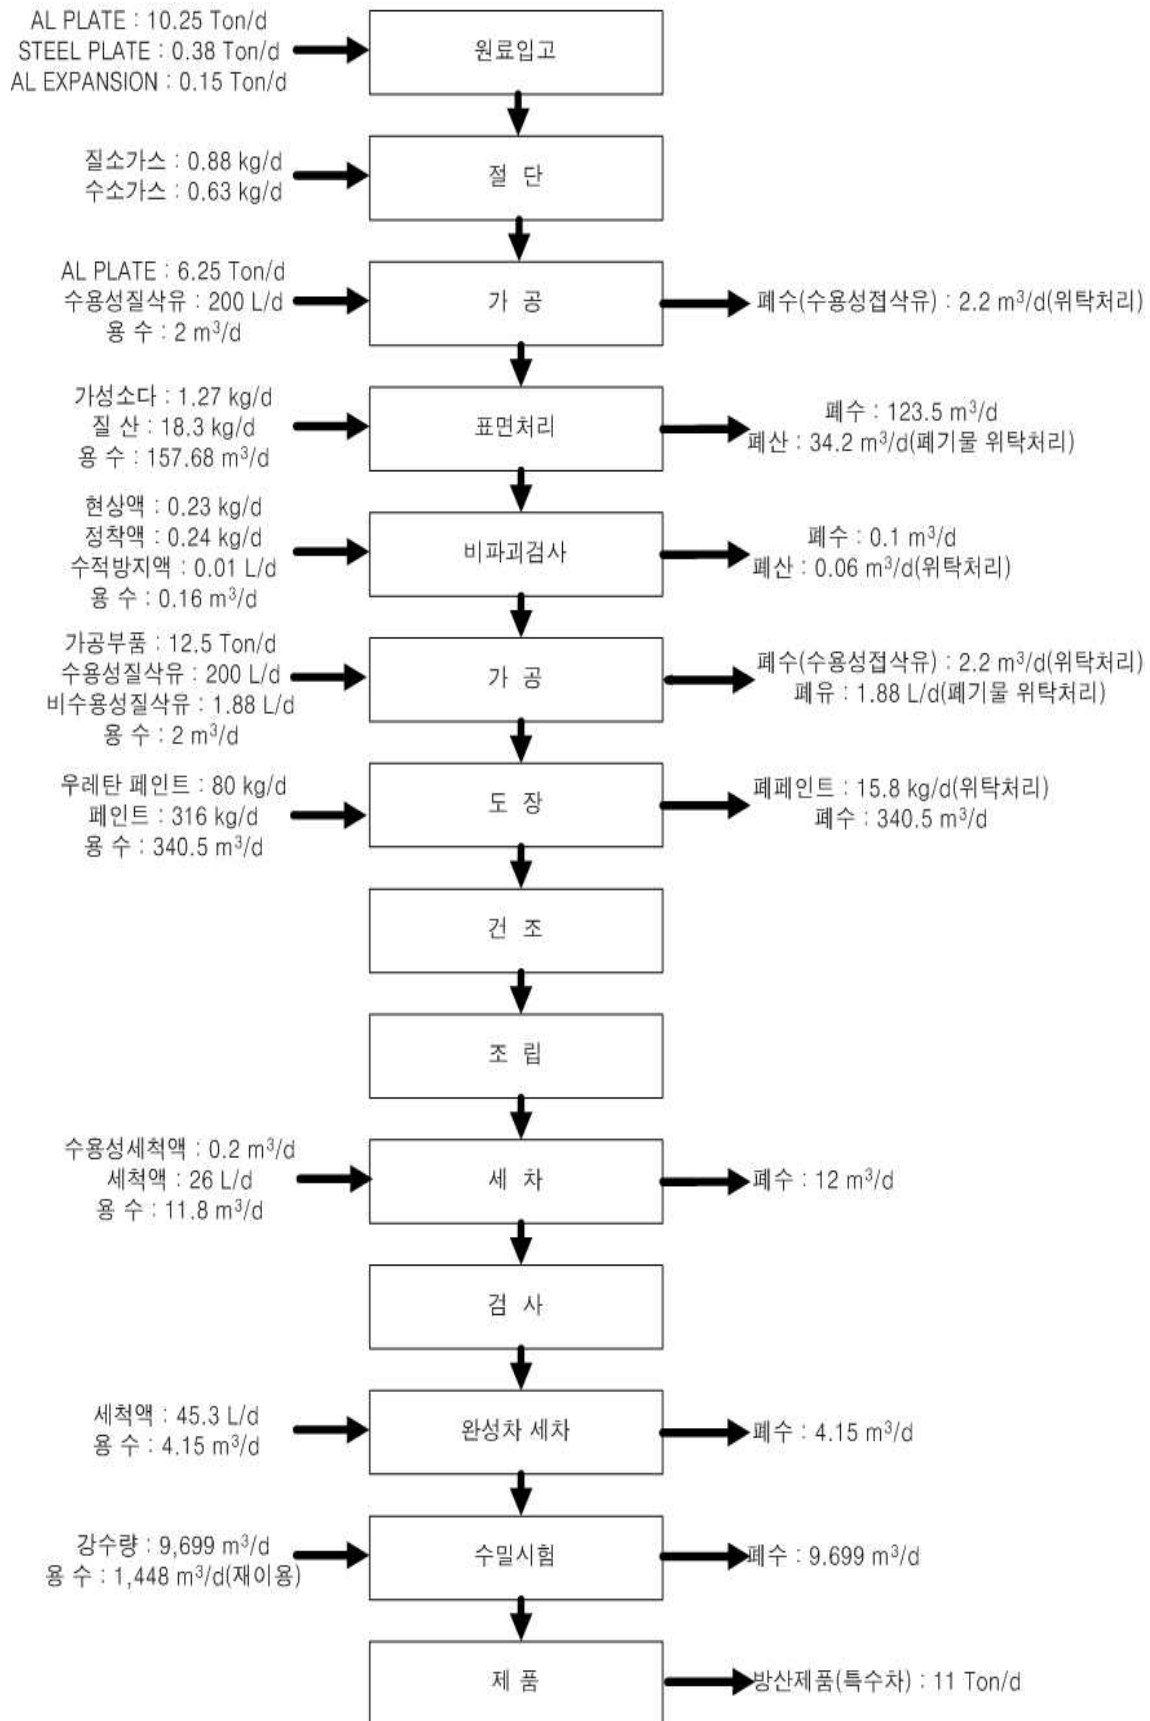 AL PLATE : 10.25 Ton/d
STEEL PLATE : 0.38 Ton/d
AL EXPANSION : 0.15 Ton/d
원료입고
질소가스 : 0.88 kg/d
수소가스 : 0.63 kg/d
절 단
AL PLATE : 6.25 Ton/d
수용성질삭유 : 200 L/d
용 수 : 2 m³/d
가 공
폐수(수용성접삭유) : 2.2 m³/d(위탁처리)
가성소다 : 1.27 kg/d
질 산 : 18.3 kg/d
용 수 : 157.68 m³/d
표면처리
폐수 : 123.5 m³/d
폐산 : 34.2 m³/d(폐기물 위탁처리)
현상액 : 0.23 kg/d
정착액 : 0.24 kg/d
수적방지액 : 0.01 L/d
용 수 : 0.16 m³/d
비파괴검사
폐수 : 0.1 m³/d
폐산 : 0.06 m³/d(위탁처리)
가공부품 : 12.5 Ton/d
수용성질삭유 : 200 L/d
비수용성질삭유 : 1.88 L/d
용 수 : 2 m³/d
가 공
폐수(수용성접삭유) : 2.2 m³/d(위탁처리)
폐유 : 1.88 L/d(폐기물 위탁처리)
우레탄 페인트 : 80 kg/d
페인트 : 316 kg/d
용 수 : 340.5 m³/d
도 장
폐페인트 : 15.8 kg/d(위탁처리)
폐수 : 340.5 m³/d
건 조
조 립
수용성세척액 : 0.2 m³/d
세척액 : 26 L/d
용 수 : 11.8 m³/d
세 차
폐수 : 12 m³/d
검 사
세척액 : 45.3 L/d
용 수 : 4.15 m³/d
완성차 세차
폐수 : 4.15 m³/d
강수량 : 9,699 m³/d
용 수 : 1,448 m³/d(재이용)
수밀시험
폐수 : 9.699 m³/d
제 품
방산제품(특수차) : 11 Ton/d